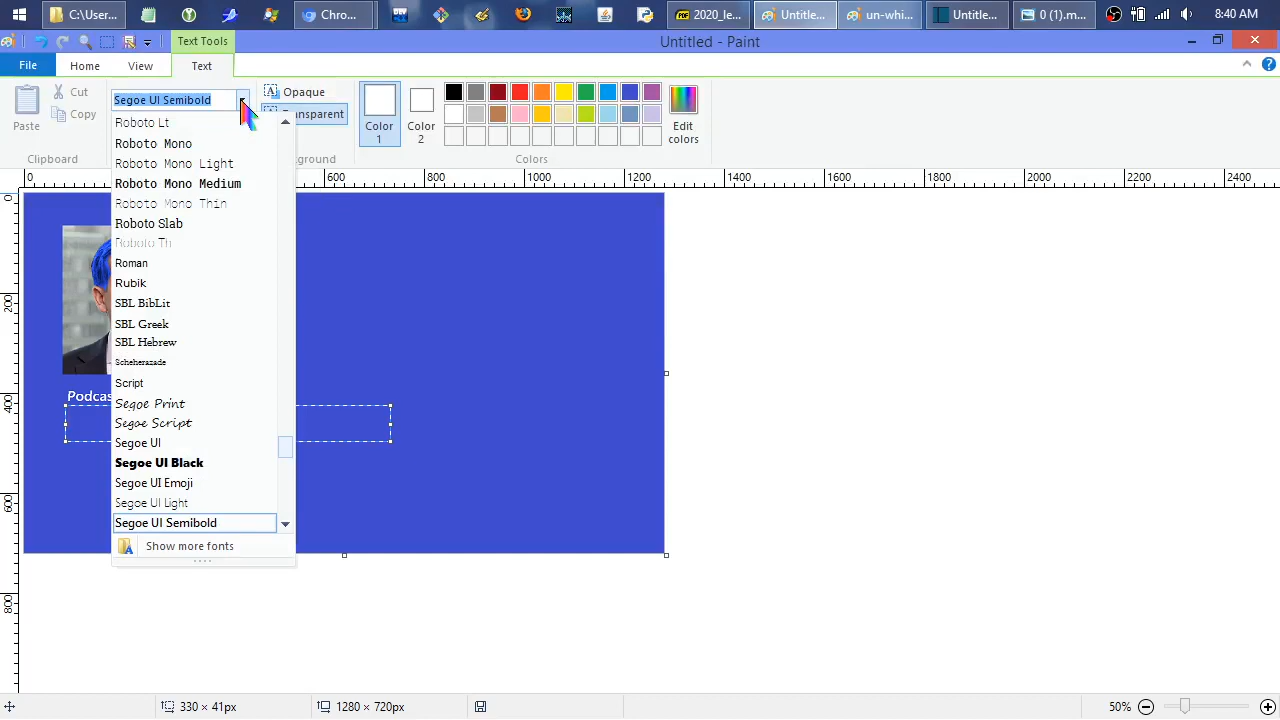 C:\User...
Chro...
2020_le...
Untitle...
un-whi...
Untitle...
0 (1).m...
8:40 AM
Text Tools
Untitled - Paint
File
Home
View
Text
Paste
Cut
Copy
Clipboard
Segoe UI Semibold
Opaque
nsparent
ground
Color 1
Color 2
Edit colors
Colors
0
600
800
1000
1200
1400
1600
1800
2000
2200
2400
0
200
400
600
800
Roboto Lt
Roboto Mono
Roboto Mono Light
Roboto Mono Medium
Roboto Mono Thin
Roboto Slab
Roboto Th
Roman
Rubik
SBL BibLit
SBL Greek
SBL Hebrew
Scheherazade
Script
Segoe Print
Segoe Script
Segoe UI
Segoe UI Black
Segoe UI Emoji
Segoe UI Light
Segoe UI Semibold
Show more fonts
Podcas
330 × 41px
1280 × 720px
50%